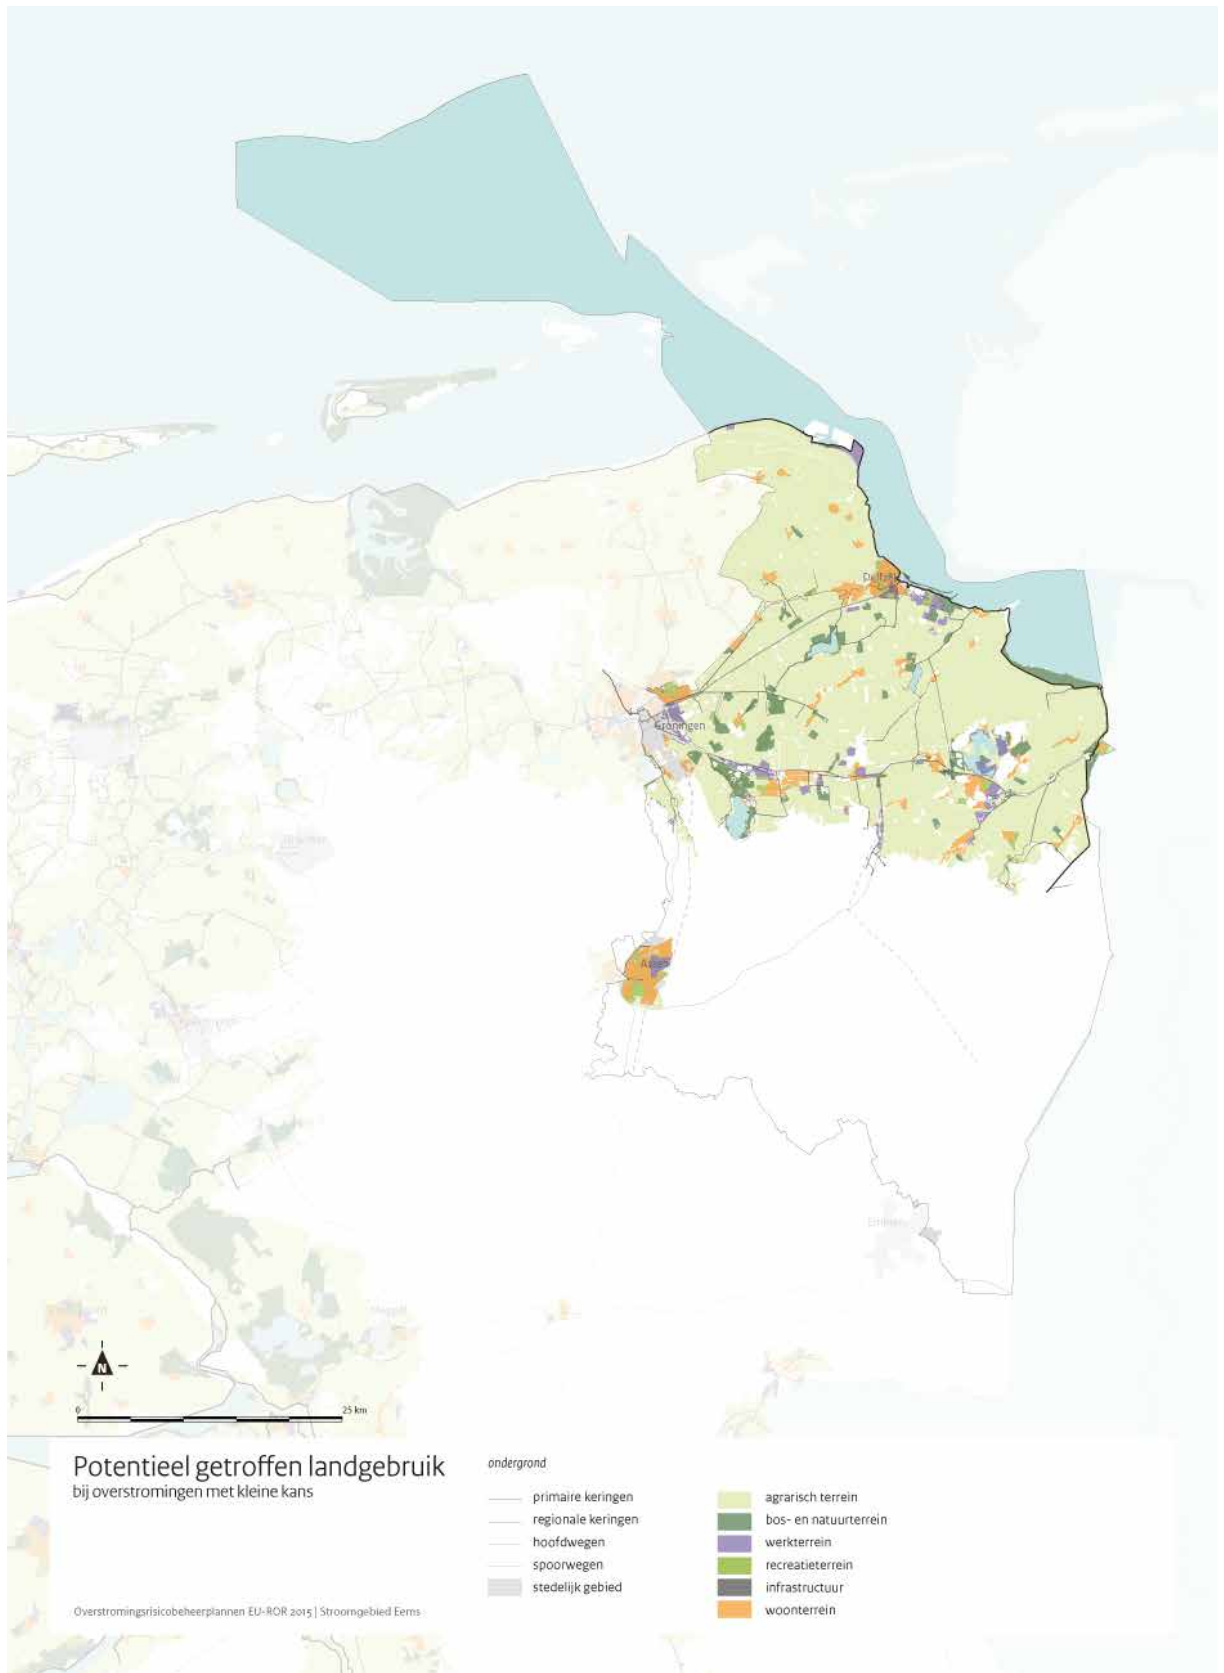 Delfzijl
Groningen
Assen
Emmen
N
0
25 km
Potentieel getroffen landgebruik
bij overstromingen met kleine kans
Overstromingsrisicobeheerplannen EU-ROR 2015 | Stroomgebied Eems
ondergrond
primaire keringen
regionale keringen
hoofdwegen
spoorwegen
stedelijk gebied
agrarisch terrein
bos- en natuurterrein
werkterrein
recreatieterrein
infrastructuur
woonterrein